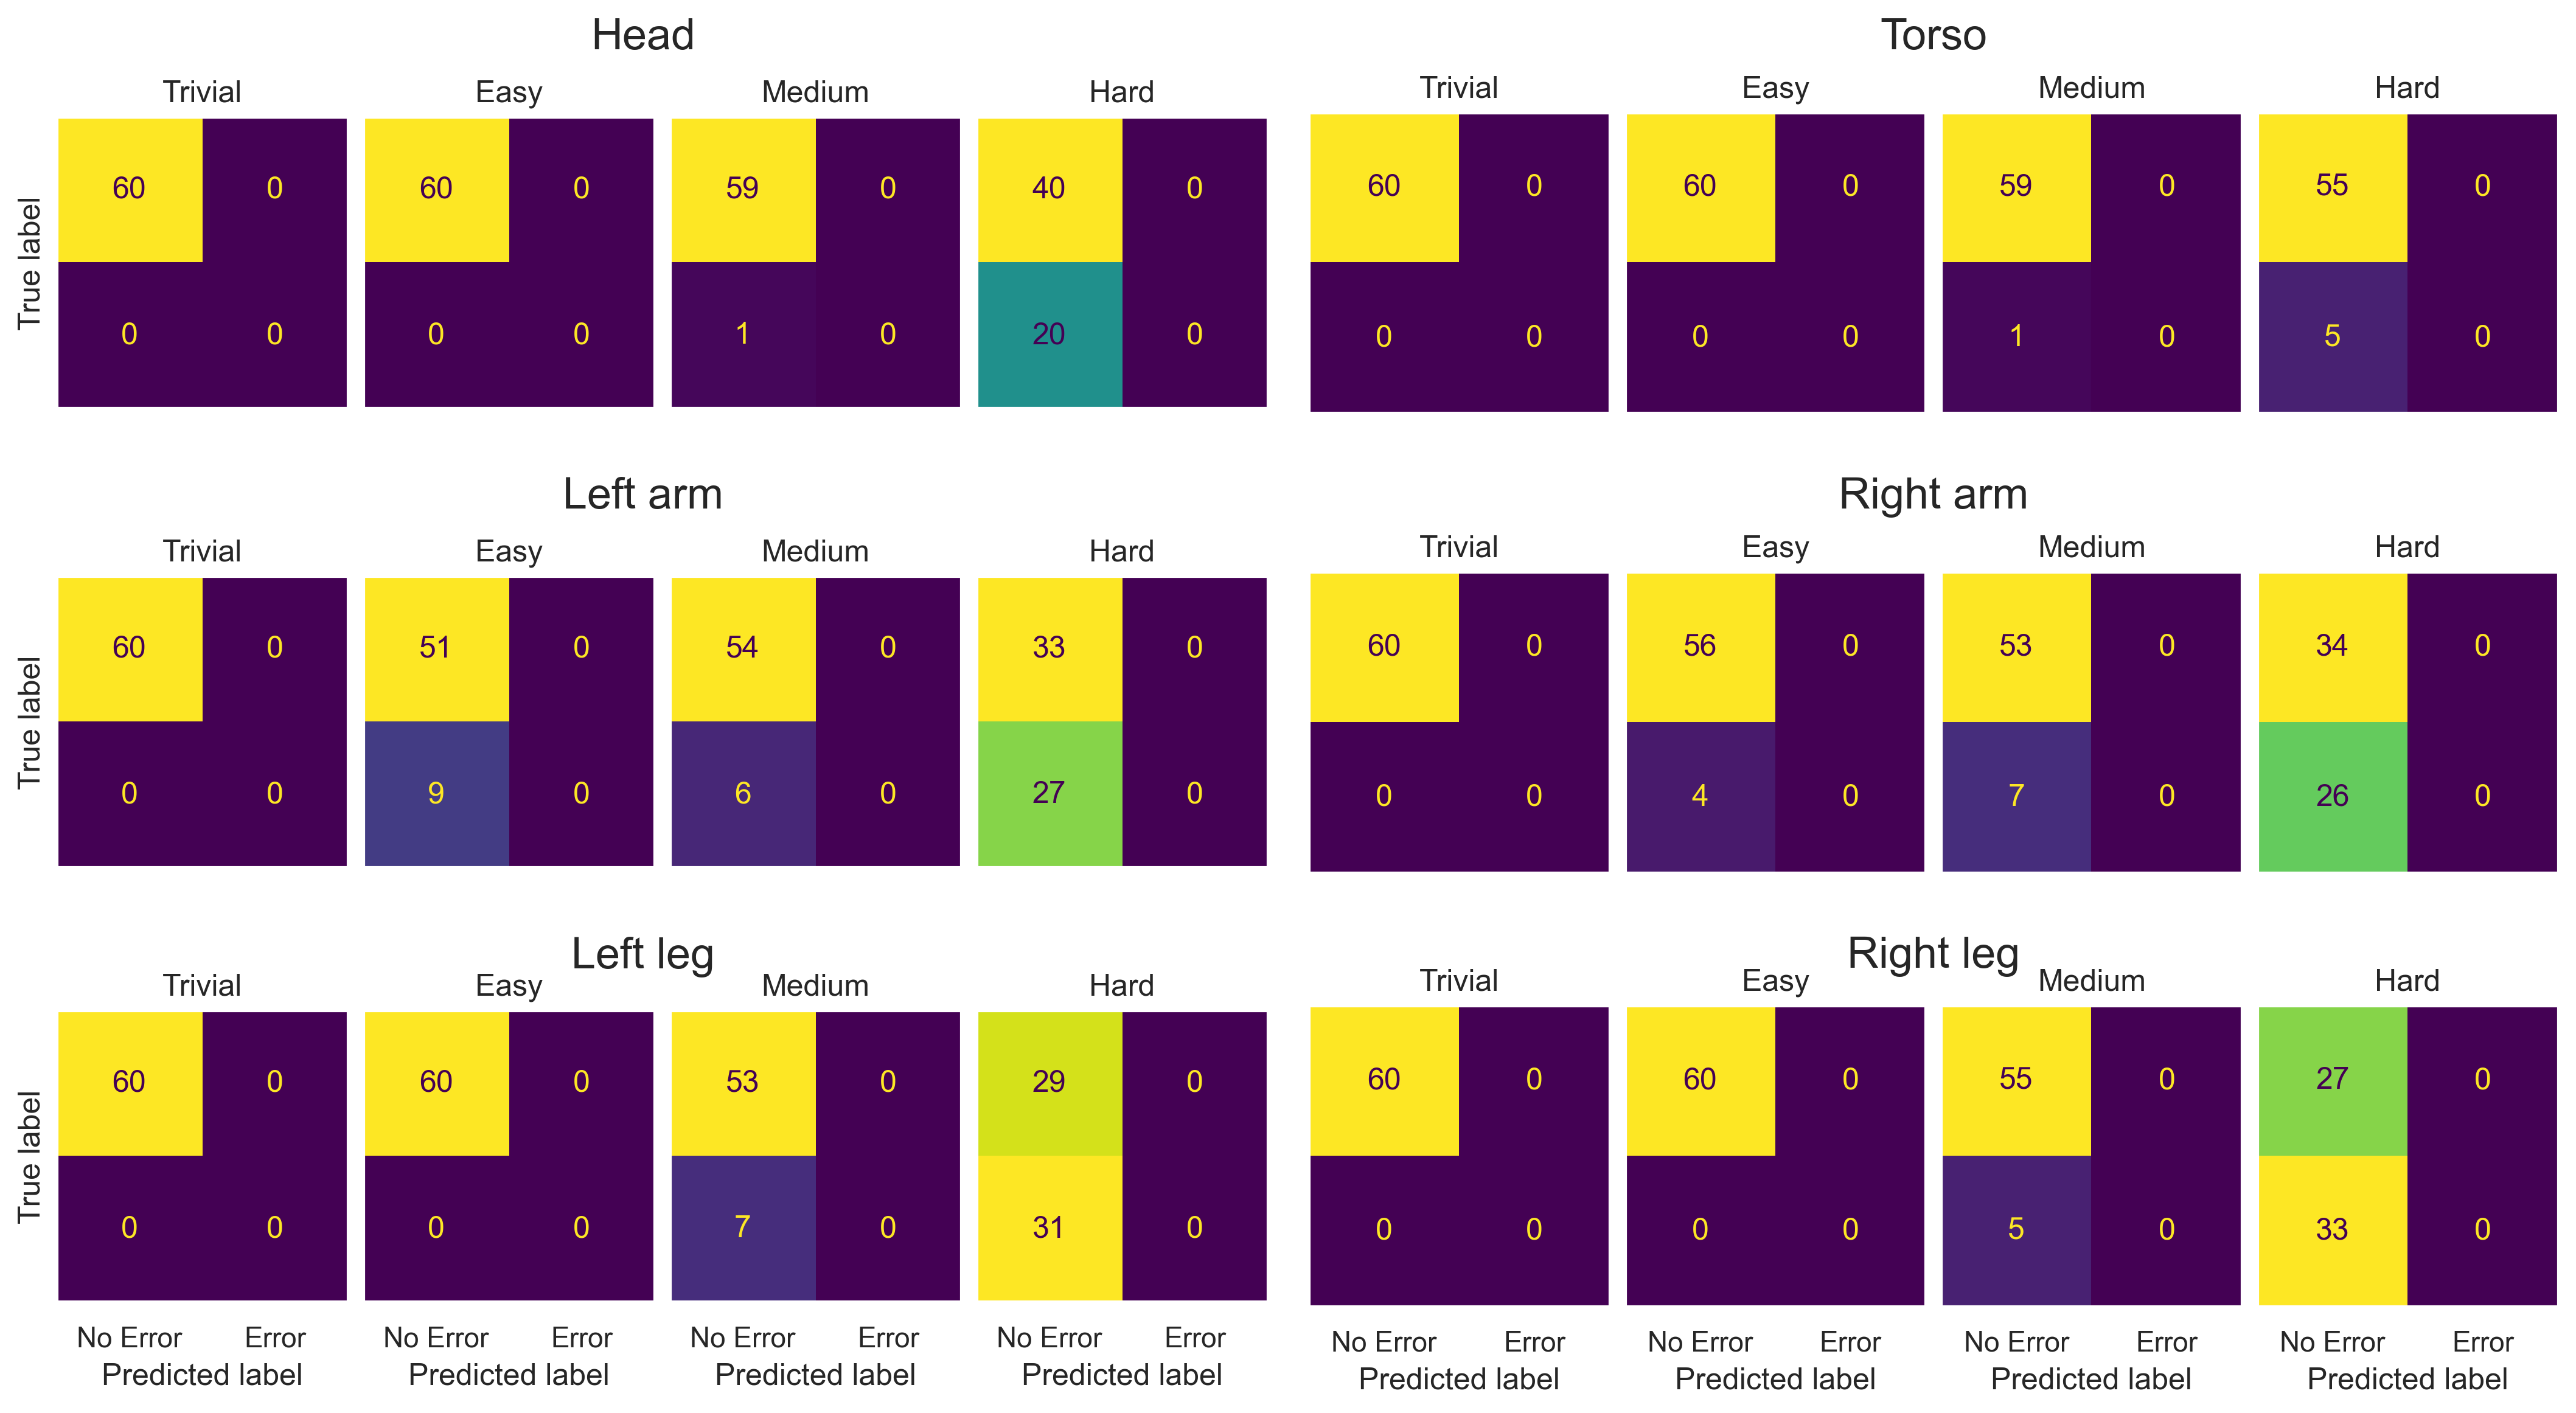 Head
Trivial Easy Medium Hard
True label
60 0 60 0 59 0 40 0
0 0 0 0 1 0 20 0
Torso
Trivial Easy Medium Hard
60 0 60 0 59 0 55 0
0 0 0 0 1 0 5 0
Left arm
Trivial Easy Medium Hard
True label
60 0 51 0 54 0 33 0
0 0 9 0 6 0 27 0
Right arm
Trivial Easy Medium Hard
60 0 56 0 53 0 34 0
0 0 4 0 7 0 26 0
Left leg
Trivial Easy Medium Hard
True label
60 0 60 0 53 0 29 0
0 0 0 0 7 0 31 0
No Error Error No Error Error No Error Error No Error Error
Predicted label Predicted label Predicted label Predicted label
Right leg
Trivial Easy Medium Hard
60 0 60 0 55 0 27 0
0 0 0 0 5 0 33 0
No Error Error No Error Error No Error Error No Error Error
Predicted label Predicted label Predicted label Predicted label